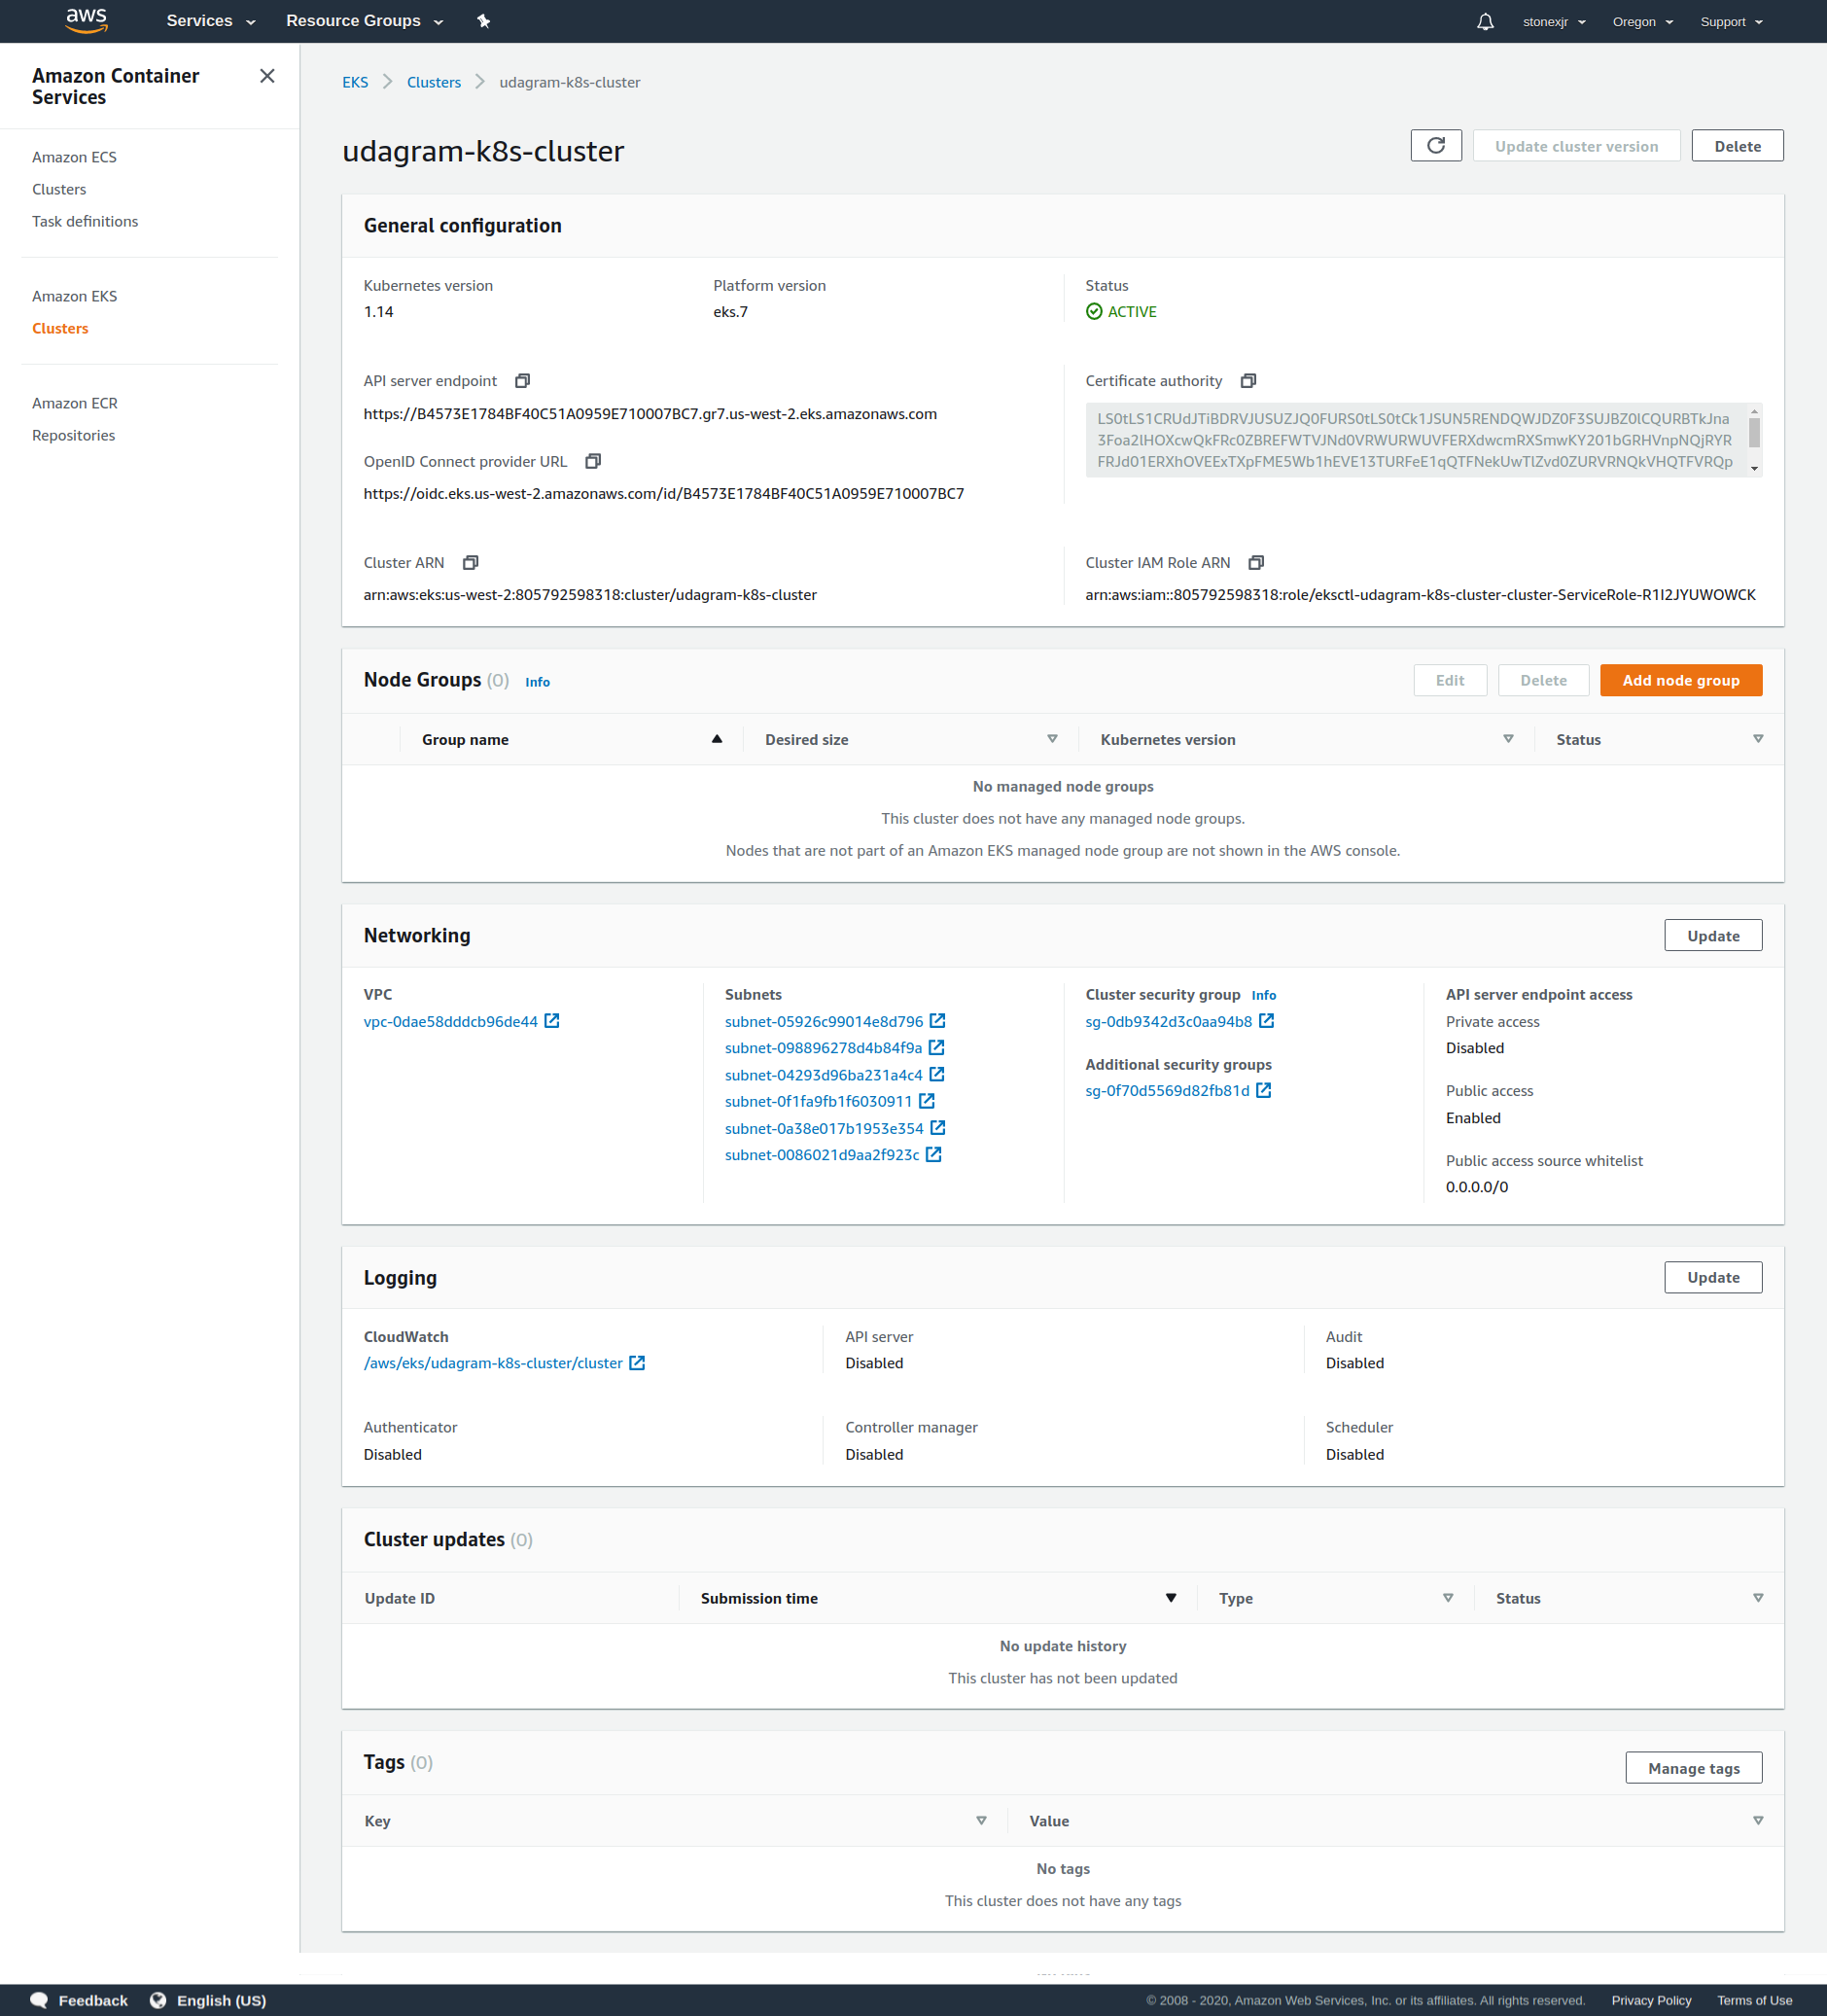 aws Services Resource Groups stonexjr Oregon Support
Amazon Container
Services
Amazon ECS
Clusters
Task definitions
Amazon EKS
Clusters
Amazon ECR
Repositories
EKS Clusters udagram-k8s-cluster
udagram-k8s-cluster Update cluster version Delete
General configuration
Kubernetes version Platform version Status
1.14 eks.7 ACTIVE
API server endpoint Certificate authority
https://B4573E1784BF40C51A0959E710007BC7.gr7.us-west-2.eks.amazonaws.com
LS0tLS1CRUdJTiBDRVJUSUZJQ0FURS0tLS0tCk1JSUN5RENDQWJDZ0F3SUJBZ0lCQURBTkJna
3Foa2lHOXcwQkFRc0ZBREFWTVJNd0VRWURWUVFERXdwcmRXSmwKY201bGRHVnpNQjRYR
FRJd01ERXhOVEExTXpFME5Wb1hEVE13TURFeE1qQTFNekUwTlZvd0ZURVRNQkVHQTFVRQp
OpenID Connect provider URL
https://oidc.eks.us-west-2.amazonaws.com/id/B4573E1784BF40C51A0959E710007BC7
Cluster ARN Cluster IAM Role ARN
arn:aws:eks:us-west-2:805792598318:cluster/udagram-k8s-cluster arn:aws:iam::805792598318:role/eksctl-udagram-k8s-cluster-cluster-ServiceRole-R1I2JYUWOWCK
Node Groups (0) Info Edit Delete Add node group
Group name Desired size Kubernetes version Status
No managed node groups
This cluster does not have any managed node groups.
Nodes that are not part of an Amazon EKS managed node group are not shown in the AWS console.
Networking Update
VPC Subnets Cluster security group Info API server endpoint access
vpc-0dae58dddcb96de44 subnet-05926c99014e8d796 sg-0db9342d3c0aa94b8 Private access
subnet-098896278d4b84f9a Disabled
subnet-04293d96ba231a4c4 Additional security groups
subnet-0f1fa9fb1f6030911 sg-0f70d5569d82fb81d Public access
subnet-0a38e017b1953e354 Enabled
subnet-0086021d9aa2f923c Public access source whitelist
0.0.0.0/0
Logging Update
CloudWatch API server Audit
/aws/eks/udagram-k8s-cluster/cluster Disabled Disabled
Authenticator Controller manager Scheduler
Disabled Disabled Disabled
Cluster updates (0)
Update ID Submission time Type Status
No update history
This cluster has not been updated
Tags (0) Manage tags
Key Value
No tags
This cluster does not have any tags
Feedback English (US) © 2008 - 2020, Amazon Web Services, Inc. or its affiliates. All rights reserved. Privacy Policy Terms of Use